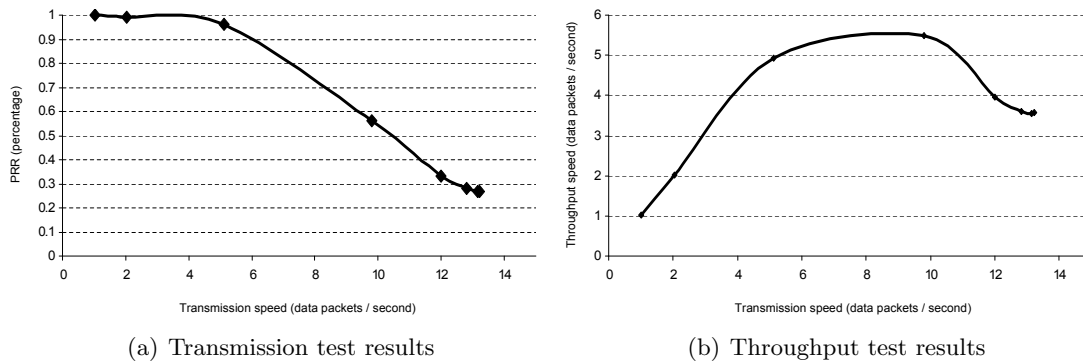 1
0.9
0.8
0.7
0.6
0.5
0.4
0.3
0.2
0.1
0
PRR (percentage)
0 2 4 6 8 10 12 14
Transmission speed (data packets / second)
(a) Transmission test results
6
5
4
3
2
1
0
Throughput speed (data packets / second)
0 2 4 6 8 10 12 14
Transmission speed (data packets / second)
(b) Throughput test results